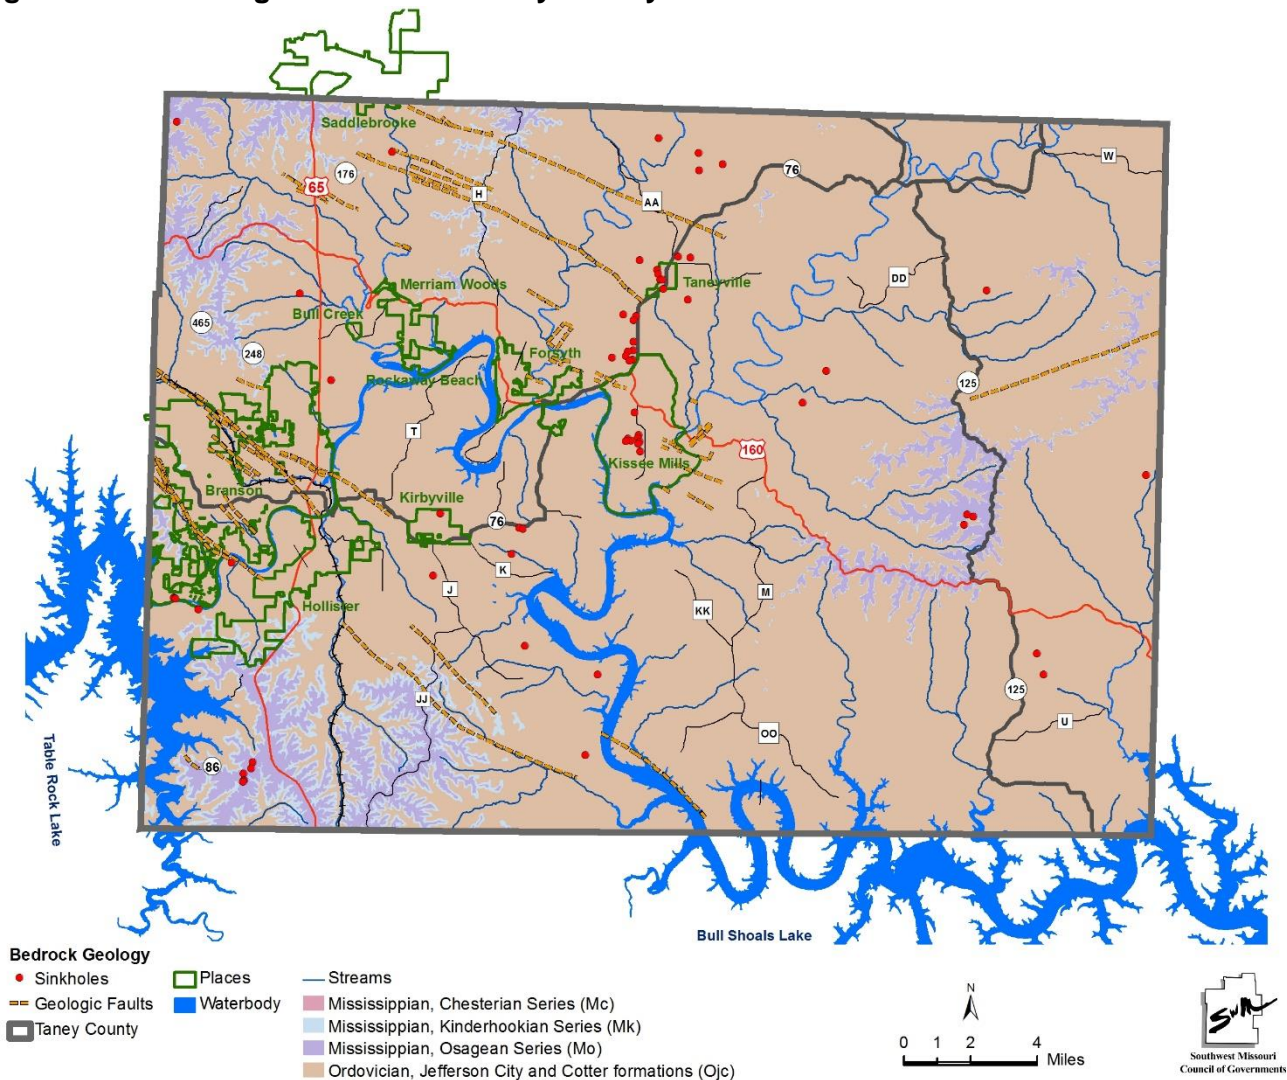 Saddlebrooke
176
65
H
AA
76
W
DD
Merriam Woods
Taneyville
Bull Creek
465
248
Forsyth
Rockaway Beach
125
T
160
Kissee Mills
Branson
Kirbyville
76
K
J
M
KK
Hollister
JJ
125
U
OO
86
Table Rock Lake
Bull Shoals Lake
Bedrock Geology
Sinkholes
Geologic Faults
Taney County
Places
Waterbody
Streams
Mississippian, Chesterian Series (Mc)
Mississippian, Kinderhookian Series (Mk)
Mississippian, Osagean Series (Mo)
Ordovician, Jefferson City and Cotter formations (Ojc)
N
0 1 2 4
Miles
SWM
Southwest Missouri
Council of Governments